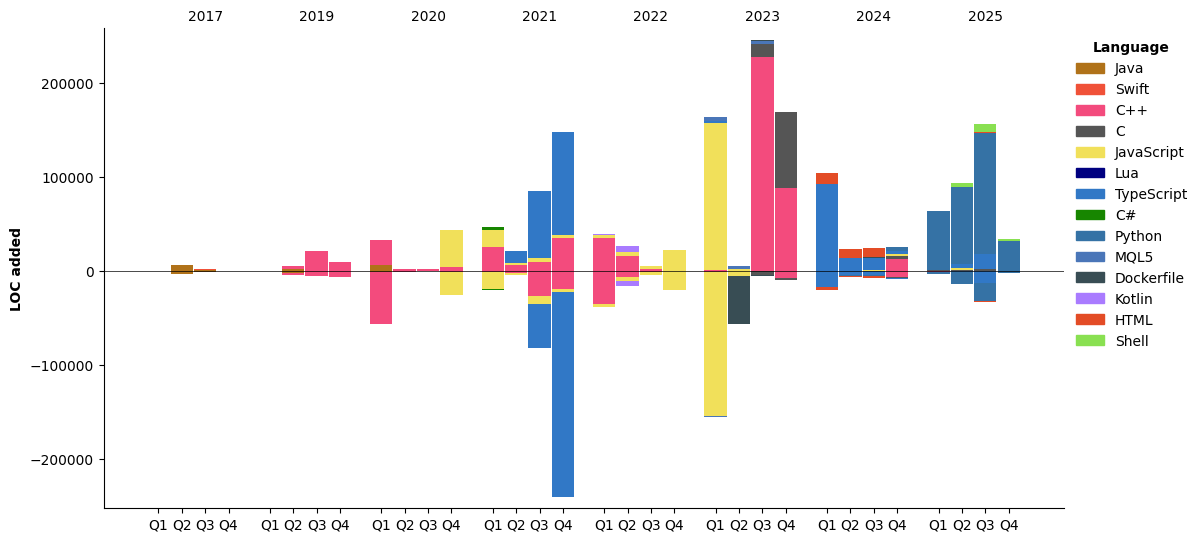 2017 2019 2020 2021 2022 2023 2024 2025
LOC added
200000
100000
0
−100000
−200000
Q1 Q2 Q3 Q4 Q1 Q2 Q3 Q4 Q1 Q2 Q3 Q4 Q1 Q2 Q3 Q4 Q1 Q2 Q3 Q4 Q1 Q2 Q3 Q4 Q1 Q2 Q3 Q4 Q1 Q2 Q3 Q4
Language
Java
Swift
C++
C
JavaScript
Lua
TypeScript
C#
Python
MQL5
Dockerfile
Kotlin
HTML
Shell